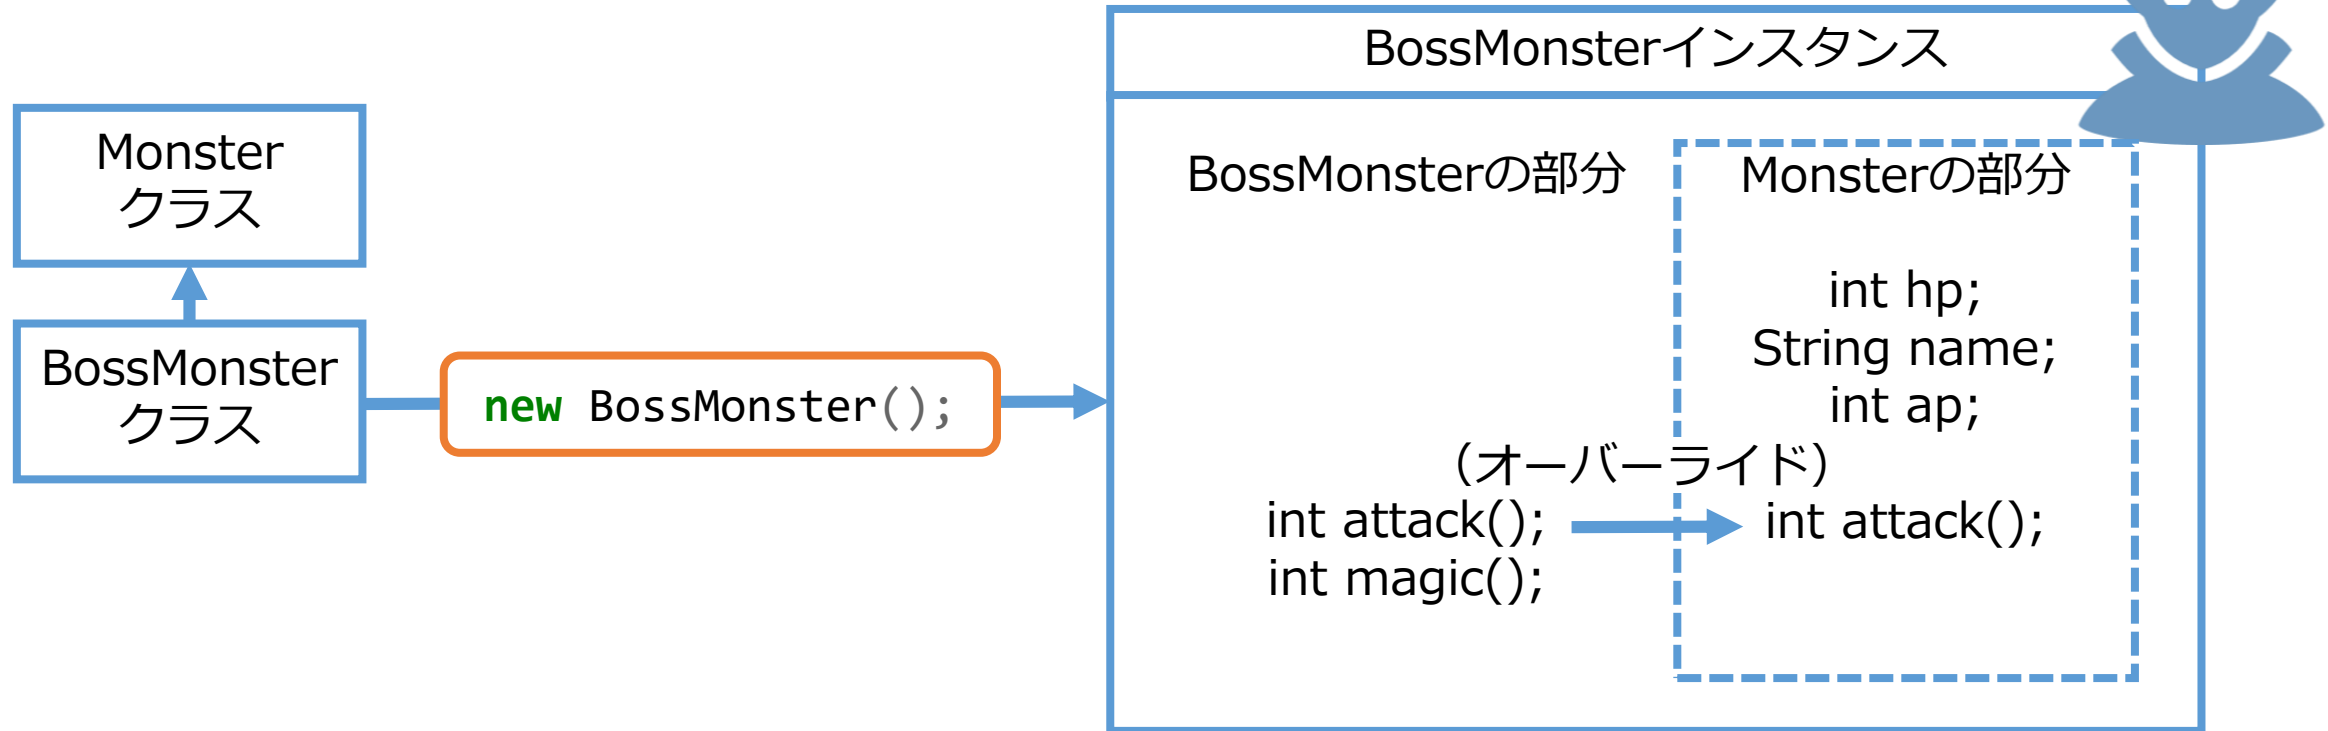 BossMonsterインスタンス
Monster
クラス
BossMonster
クラス
new BossMonster();
BossMonsterの部分
Monsterの部分
int hp;
String name;
int ap;
(オーバーライド)
int attack();
int attack();
int magic();